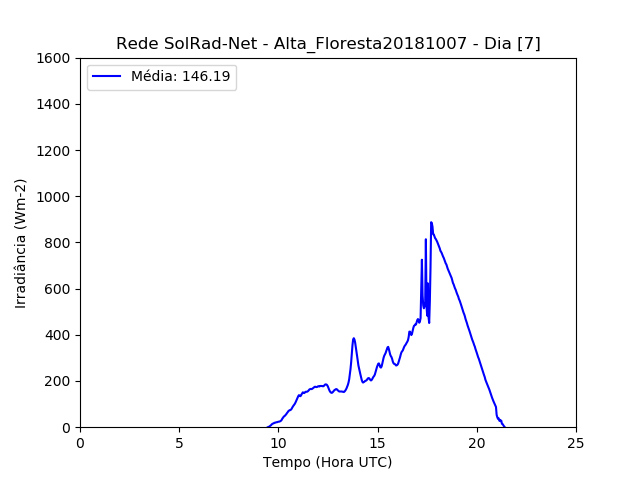 Rede SolRad-Net - Alta_Floresta20181007 - Dia [7]
Média: 146.19
1600
1400
1200
1000
800
600
400
200
0
Irradiância (Wm-2)
0 5 10 15 20 25
Tempo (Hora UTC)